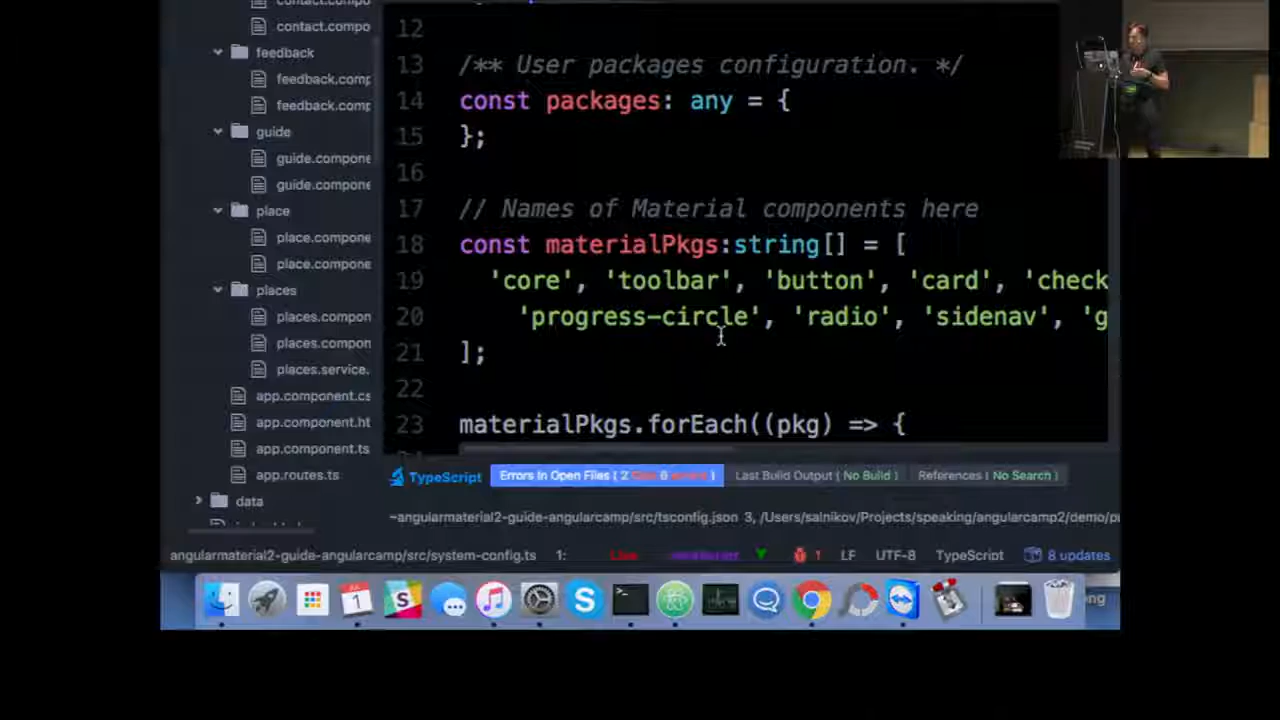 contact.compo
contact.compo
feedback
feedback.comp
feedback.comp
guide
guide.compone
guide.compone
place
place.compone
place.compone
places
places.compon
places.compon
places.service.
app.component.cs
app.component.ht
app.component.ts
app.routes.ts
data
12
13 /** User packages configuration. */
14 const packages: any = {
15 };
16
17 // Names of Material components here
18 const materialPkgs:string[] = [
19 'core', 'toolbar', 'button', 'card', 'check
20 'progress-circle', 'radio', 'sidenav', 'g
21 ];
22
23 materialPkgs.forEach((pkg) => {
TypeScript Errors In Open Files ( 2 ) Last Build Output ( No Build ) References ( No Search )
~angularmaterial2-guide-angularcamp/src/tsconfig.json 3, /Users/salnikov/Projects/speaking/angularcamp2/demo/p
angularmaterial2-guide-angularcamp/src/system-config.ts 1: Live 1 LF UTF-8 TypeScript 8 updates
1
ng